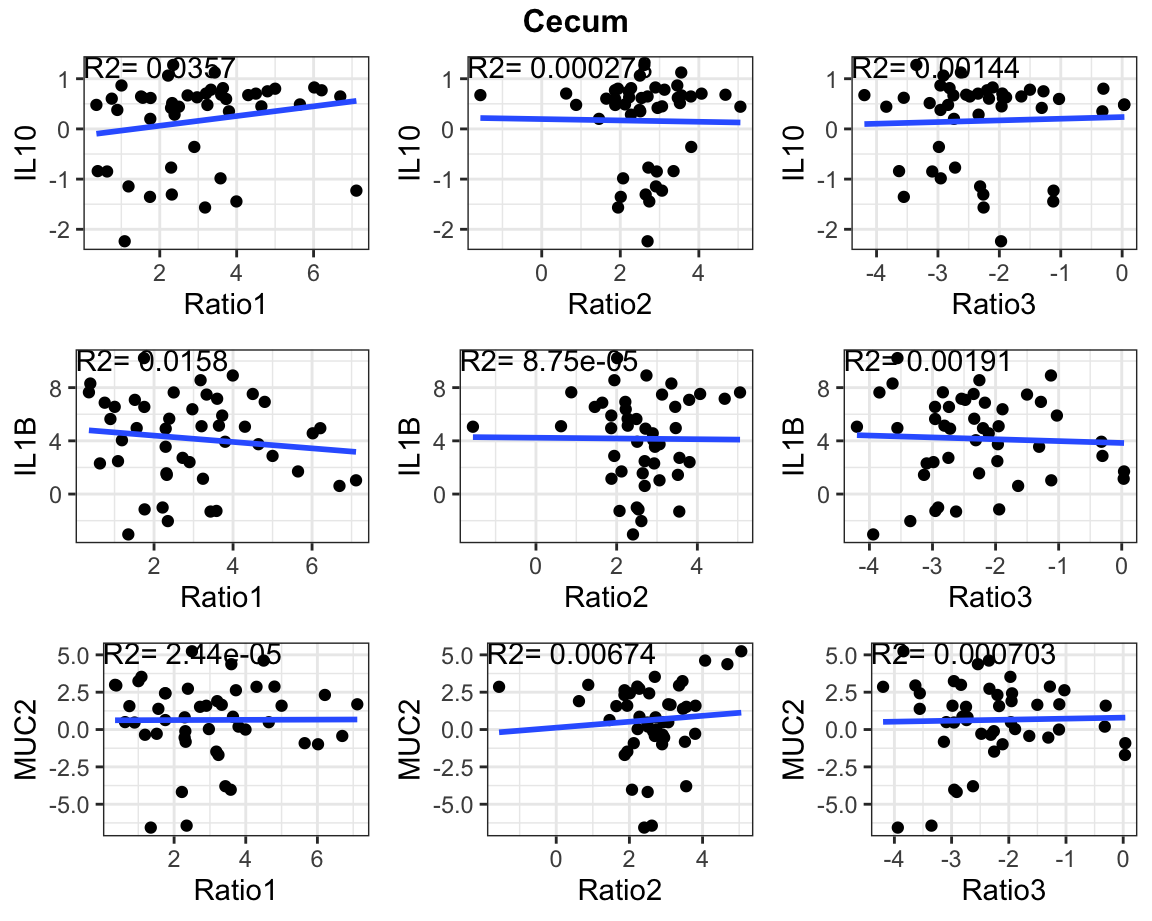 Cecum
R2= 0.0357
R2= 0.000273
R2= 0.00144
IL10
1
0
-1
-2
IL10
1
0
-1
-2
IL10
1
0
-1
-2
2 4 6
0 2 4
-4 -3 -2 -1 0
Ratio1
Ratio2
Ratio3
R2= 0.0158
R2= 8.75e-05
R2= 0.00191
IL1B
8
4
0
IL1B
8
4
0
IL1B
8
4
0
2 4 6
0 2 4
-4 -3 -2 -1 0
Ratio1
Ratio2
Ratio3
R2= 2.44e-05
R2= 0.00674
R2= 0.000703
MUC2
5.0
2.5
0.0
-2.5
-5.0
MUC2
5.0
2.5
0.0
-2.5
-5.0
MUC2
5.0
2.5
0.0
-2.5
-5.0
2 4 6
0 2 4
-4 -3 -2 -1 0
Ratio1
Ratio2
Ratio3